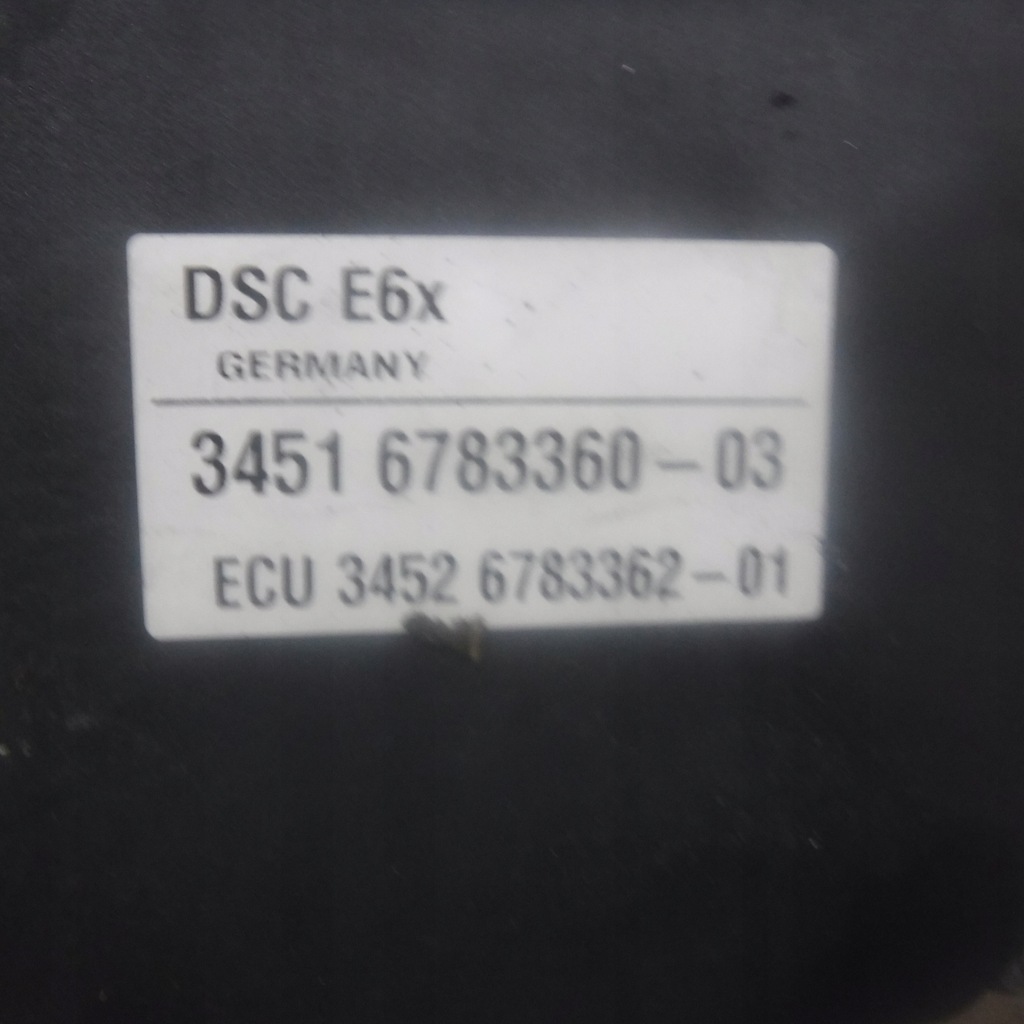 DSC E6x
GERMANY
3451 6783360-03
ECU 3452 6783362-01